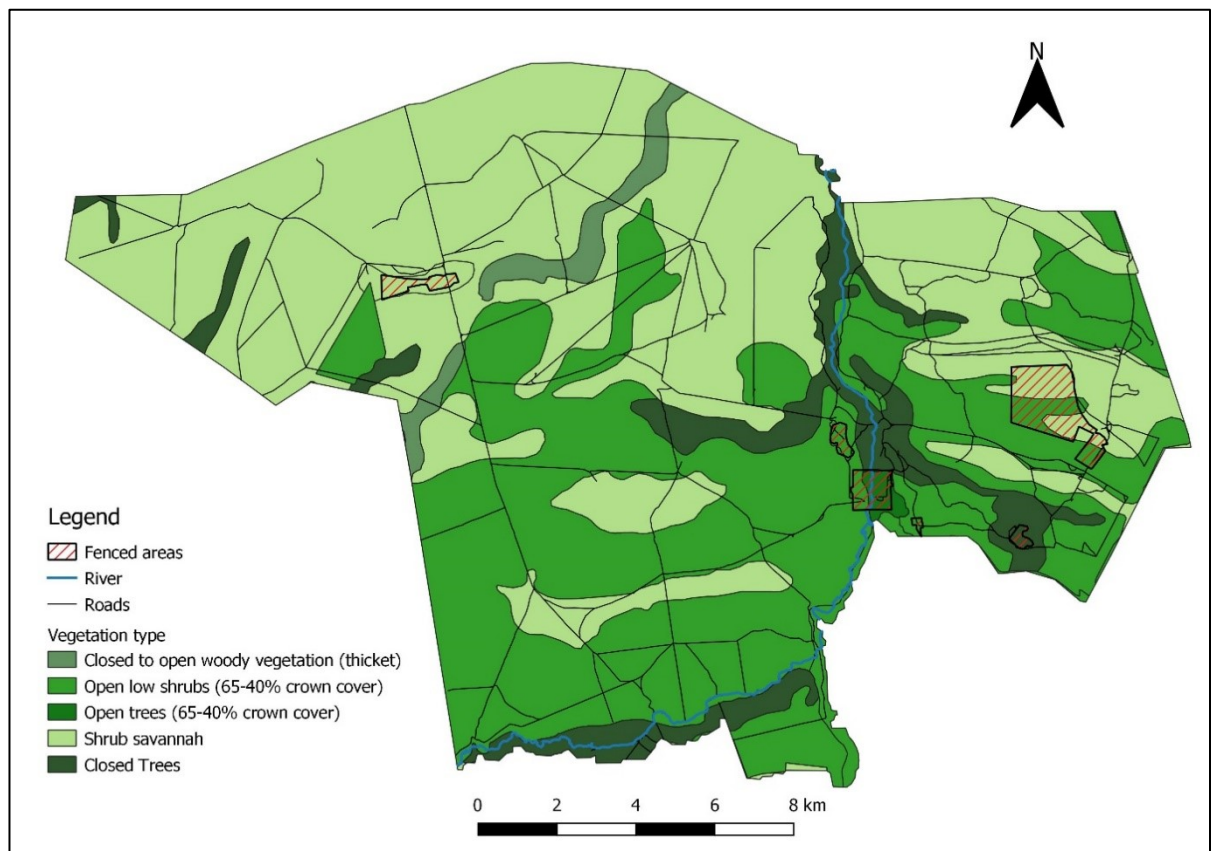 N
Legend
Fenced areas
River
Roads
Vegetation type
Closed to open woody vegetation (thicket)
Open low shrubs (65-40% crown cover)
Open trees (65-40% crown cover)
Shrub savannah
Closed Trees
0 2 4 6 8 km